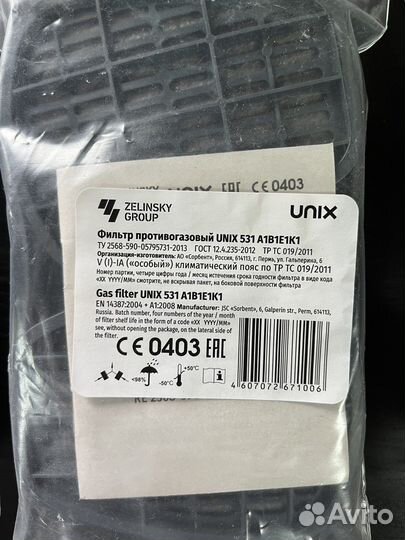 UNIX EAC CE 0403
ZELINSKY
GROUP
UNIX
Фильтр противогазовый UNIX 531 A1B1E1K1
ТУ 2568-590-05795731-2013 ГОСТ 12.4.235-2012 ТР ТС 019/2011
Организация-изготовитель: АО «Сорбент», Россия, 614113, г. Пермь, ул. Гальперина, 6
V (I)-IA («особый») климатический пояс по ТР ТС 019/2011
Номер партии, четыре цифры года / месяц истечения срока годности фильтра в виде кода
«XX YYYY/MM» смотрите, не вскрывая пакет, на боковой поверхности фильтра
Gas filter UNIX 531 A1B1E1K1
EN 14387:2004 + A1:2008 Manufacturer: JSC «Sorbent», 6, Galperin str., Perm, 614113,
Russia. Batch number, four numbers of the year / month
of filter shelf life in the form of a code «XX YYYY/MM»
see, without opening the package, on the lateral side of
the filter.
CE 0403 EAC
<98%
-50°C
+50°C
i
4607072671006
Avito